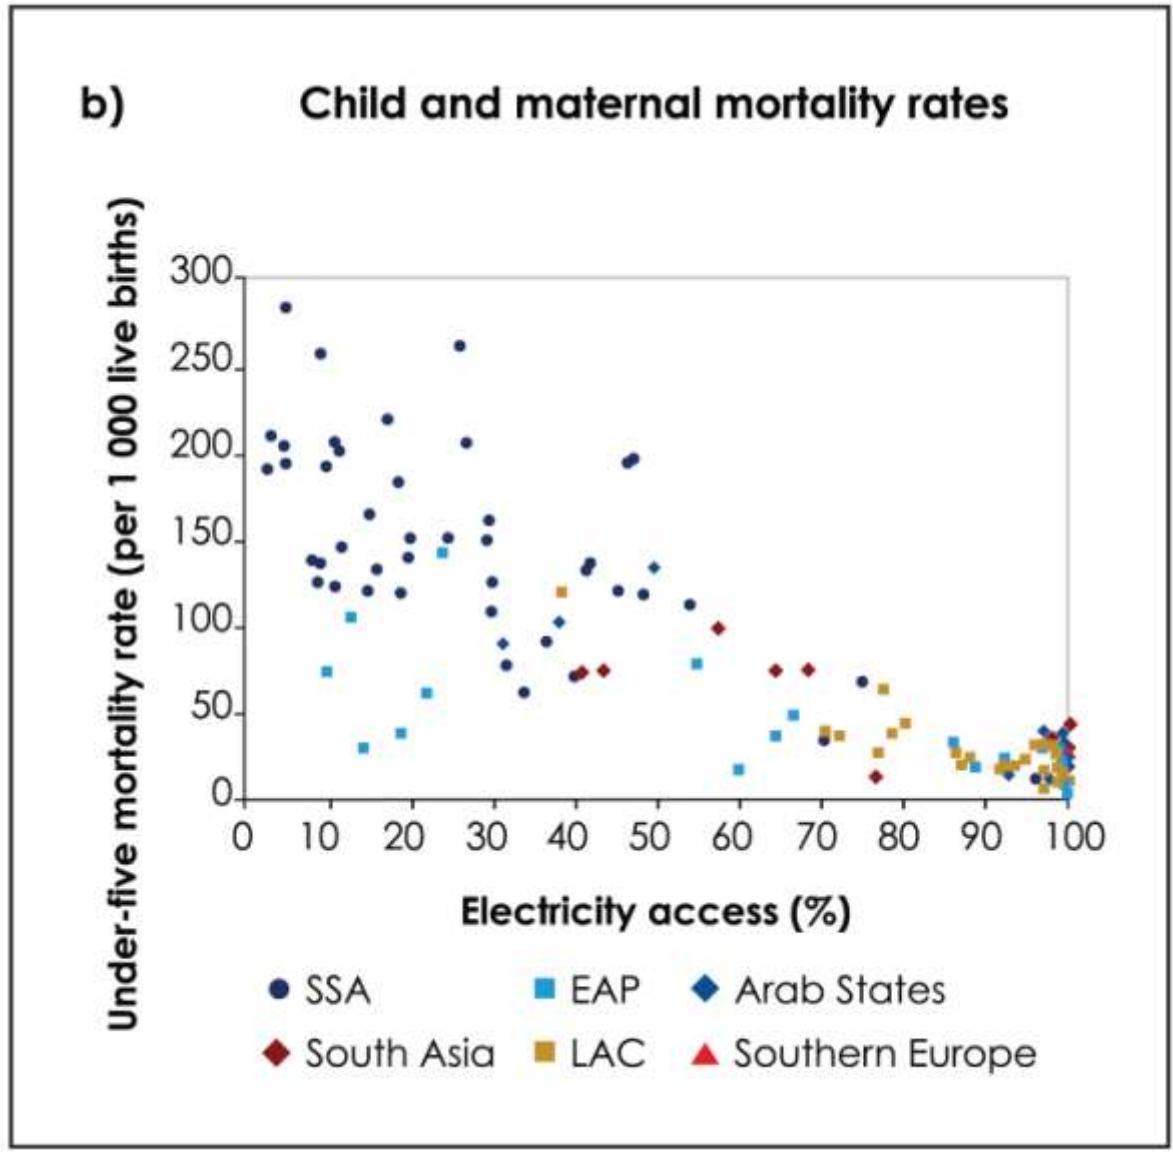 b) Child and maternal mortality rates
Under-five mortality rate (per 1 000 live births)
300
250
200
150
100
50
0
0 10 20 30 40 50 60 70 80 90 100
Electricity access (%)
SSA EAP Arab States
South Asia LAC Southern Europe